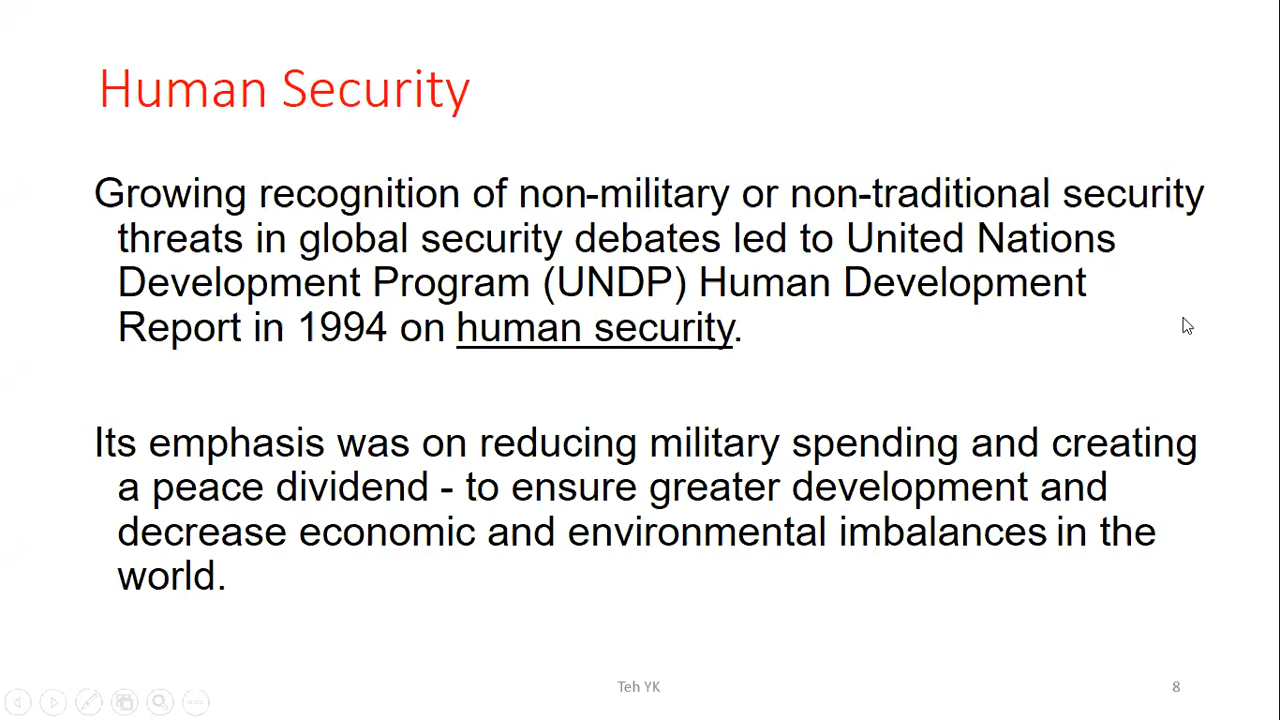 Human Security
Growing recognition of non-military or non-traditional security
threats in global security debates led to United Nations
Development Program (UNDP) Human Development
Report in 1994 on human security.
Its emphasis was on reducing military spending and creating
a peace dividend - to ensure greater development and
decrease economic and environmental imbalances in the
world.
Teh YK
8